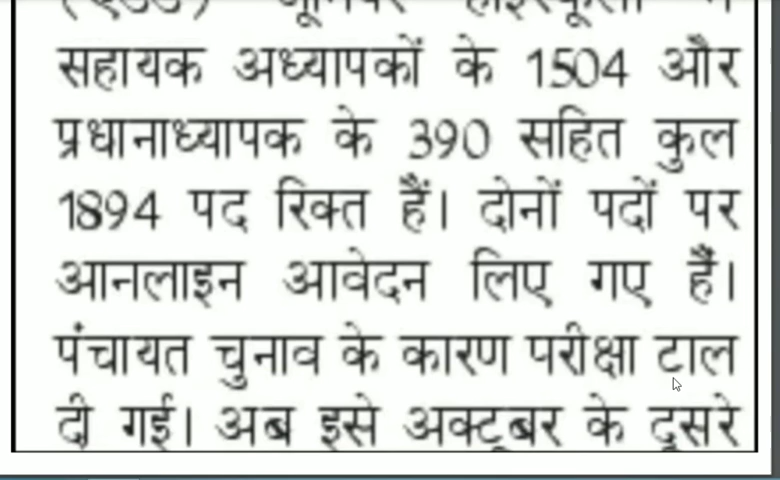 सहायक अध्यापकों के 1504 और
प्रधानाध्यापक के 390 सहित कुल
1894 पद रिक्त हैं। दोनों पदों पर
आनलाइन आवेदन लिए गए हैं।
पंचायत चुनाव के कारण परीक्षा टाल
दी गई। अब इसे अक्टूबर के दूसरे